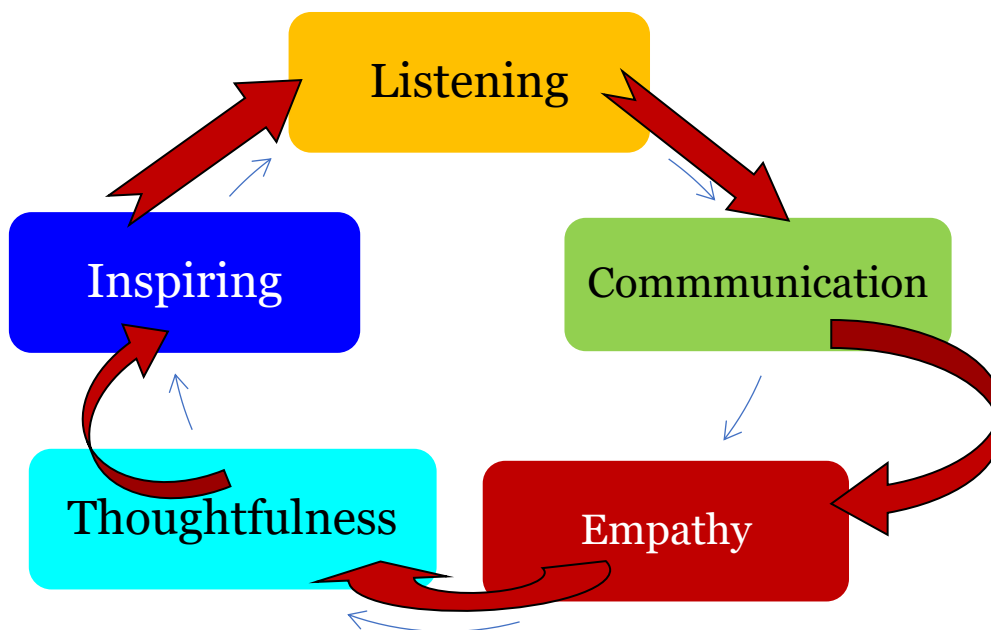 Listening
Commmunication
Empathy
Thoughtfulness
Inspiring